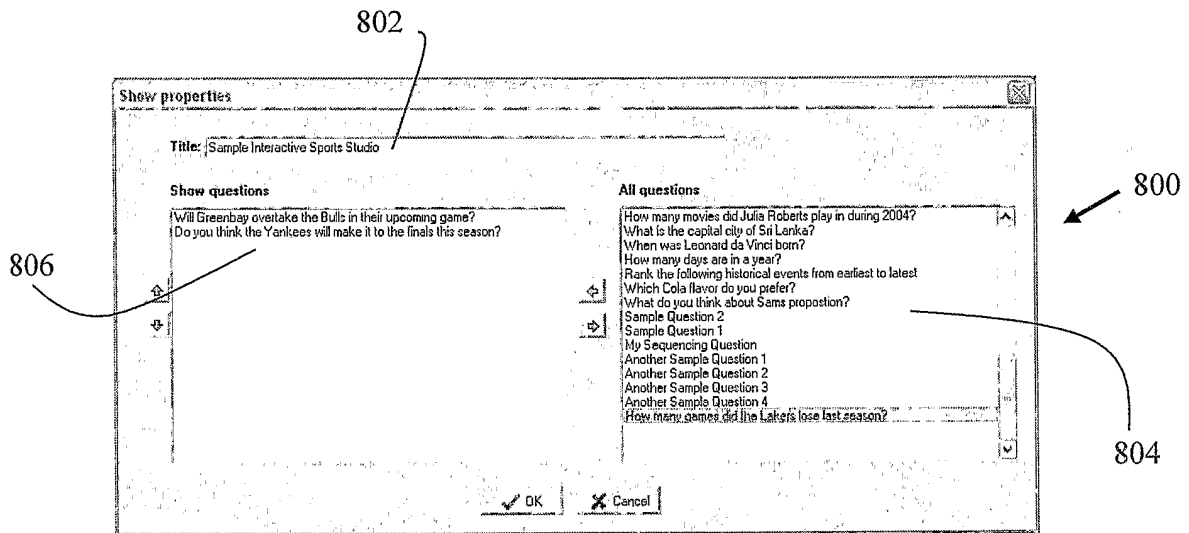 802
Show properties
Title: Sample Interactive Sports Studio
Show questions
All questions
800
Will Greenbay overtake the Bulls in their upcoming game?
Do you think the Yankees will make it to the finals this season?
806
How many movies did Julia Roberts play in during 2004?
What is the capital city of Sri Lanka?
When was Leonard da Vinci born?
How many days are in a year?
Rank the following historical events from earliest to latest
Which Cola flavor do you prefer?
What do you think about Sams propostion?
Sample Question 2
Sample Question 1
My Sequencing Question
Another Sample Question 1
Another Sample Question 2
Another Sample Question 3
Another Sample Question 4
How many games did the Lakers lose last season?
804
OK
Cancel